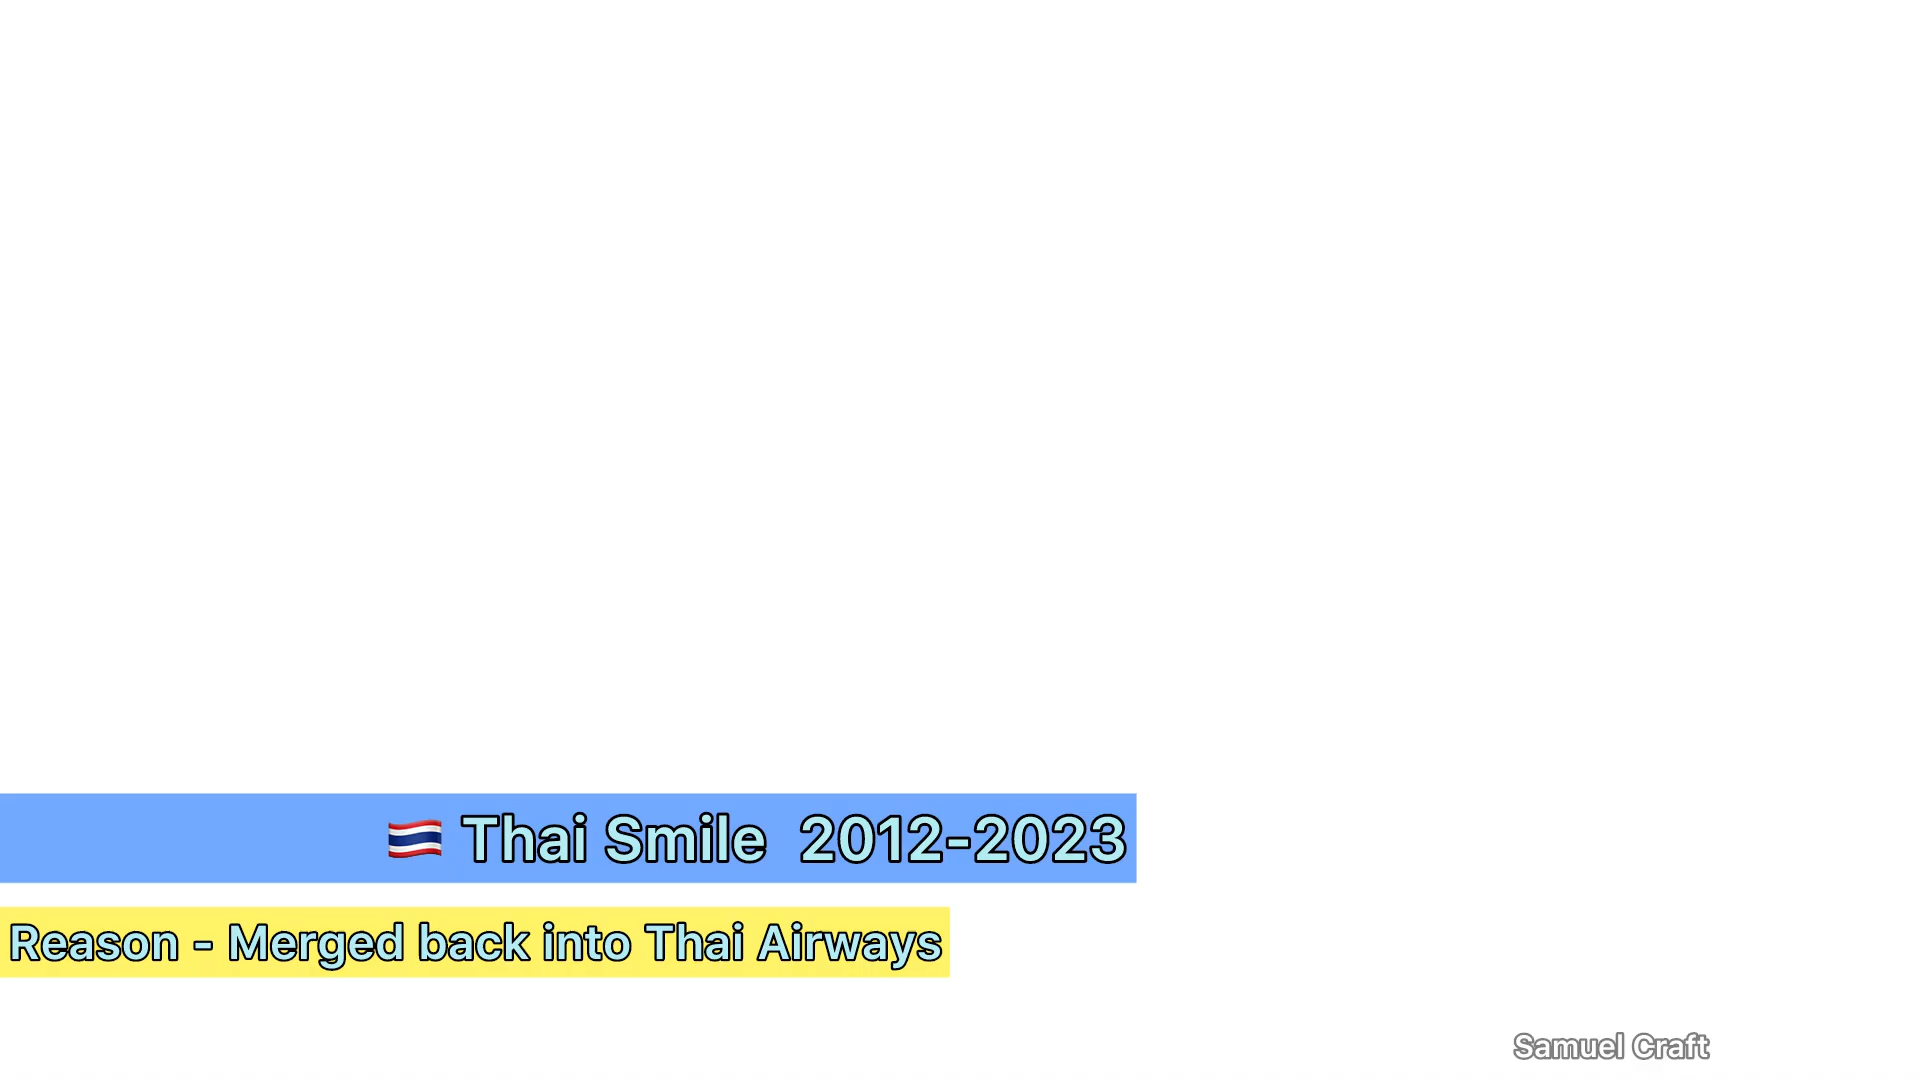 🇹🇭 Thai Smile 2012-2023
Reason - Merged back into Thai Airways
Samuel Craft